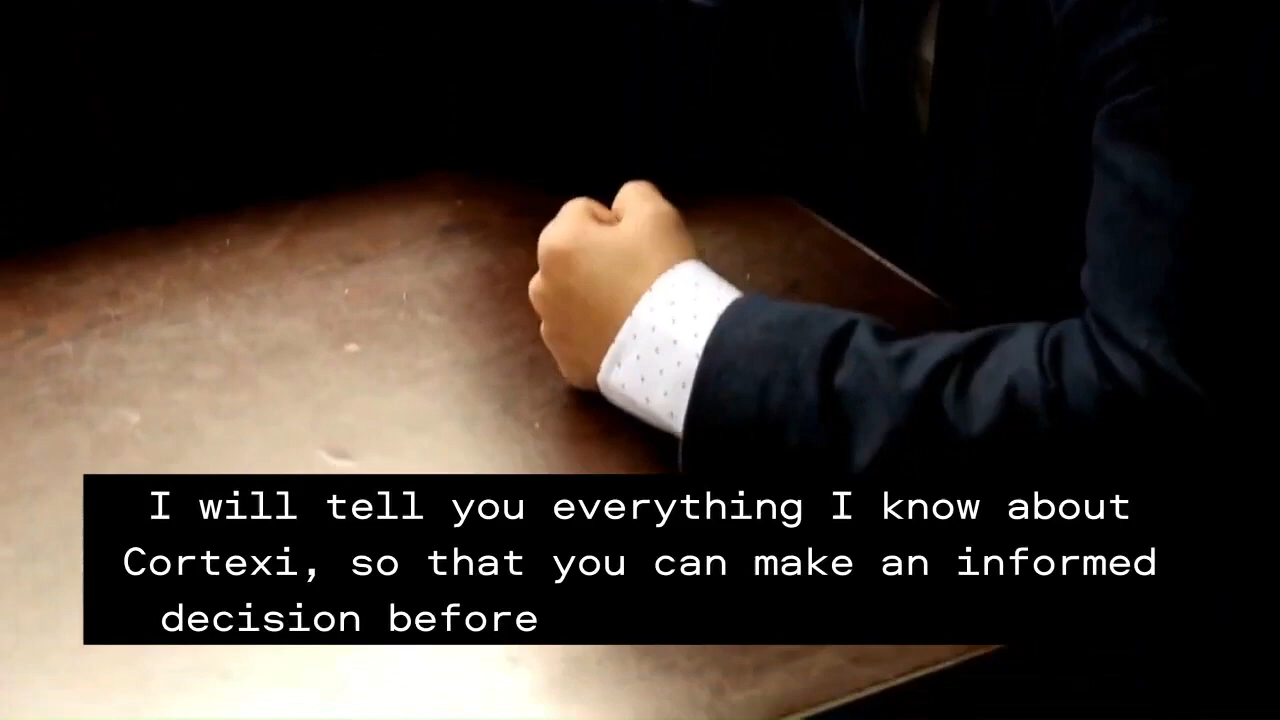 I will tell you everything I know about
Cortexi, so that you can make an informed
decision before